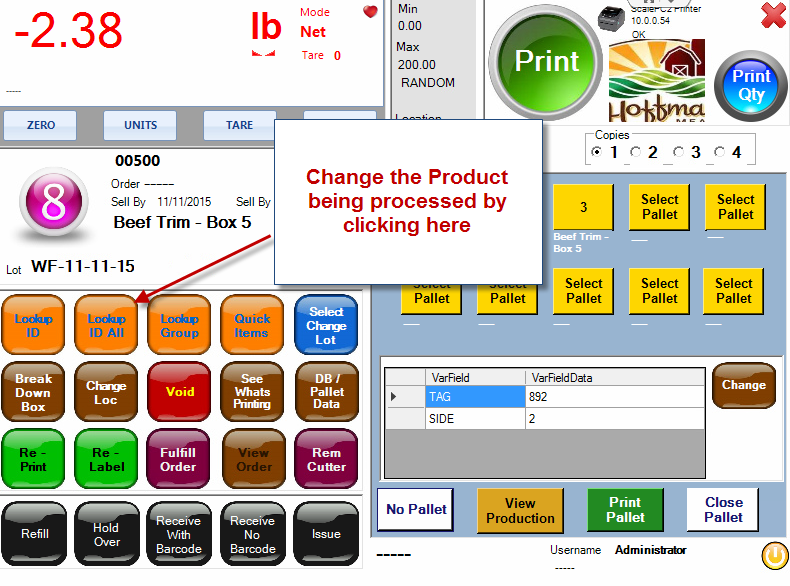 -2.38
lb
Mode
Net
Tare 0
-----
Min
0.00
Max
200.00
RANDOM
Location
Print
ScalePC2 Printer
10.0.0.54
OK
Hoffma
Print
Qty
ZERO
UNITS
TARE
Copies
1 2 3 4
8
00500
Order -----
Sell By 11/11/2015 Sell By
Beef Trim - Box 5
Lot WF-11-11-15
Change the Product
being processed by
clicking here
3
Beef Trim -
Box 5
Select
Pallet
Select
Pallet
Select
Pallet
Select
Pallet
Select
Pallet
Select
Pallet
Select
Pallet
Lookup
ID
Lookup
ID All
Lookup
Group
Quick
Items
Select
Change
Lot
Break
Down
Box
Change
Loc
Void
See
Whats
Printing
DB /
Pallet
Data
Re -
Print
Re -
Label
Fulfill
Order
View
Order
Rem
Cutter
Refill
Hold
Over
Receive
With
Barcode
Receive
No
Barcode
Issue
VarField VarFieldData
TAG 892
SIDE 2
Change
No Pallet
View
Production
Print
Pallet
Close
Pallet
-----
Username Administrator
-----